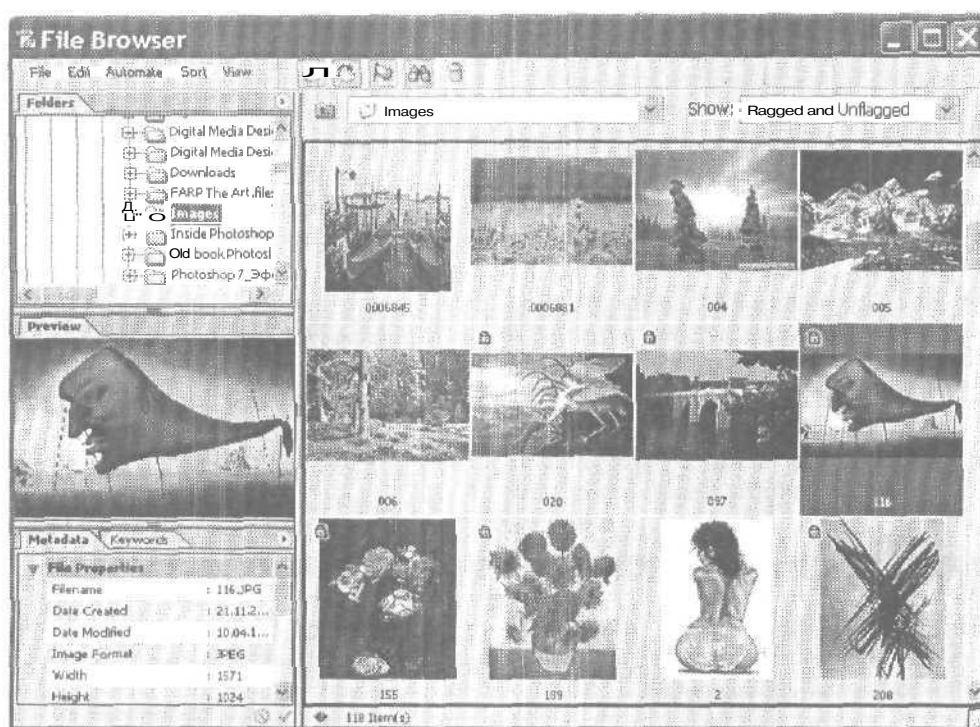 File Browser
File Edit Automate Sort View
Folders
Images
Show: Ragged and Unflagged
Digital Media Desi
Digital Media Desi
Downloads
FARP The Art.file
Images
Inside Photoshop
Old book Photosl
Photoshop 7_Эфф
0006845
0006881
004
005
Preview
006
020
097
116
Metadata Keywords
File Properties
Filename : 116.JPG
Date Created : 21.11.2...
Date Modified : 10.04.1...
Image Format : JPEG
Width : 1571
Height : 1024
155
189
2
208
118 Item(s)